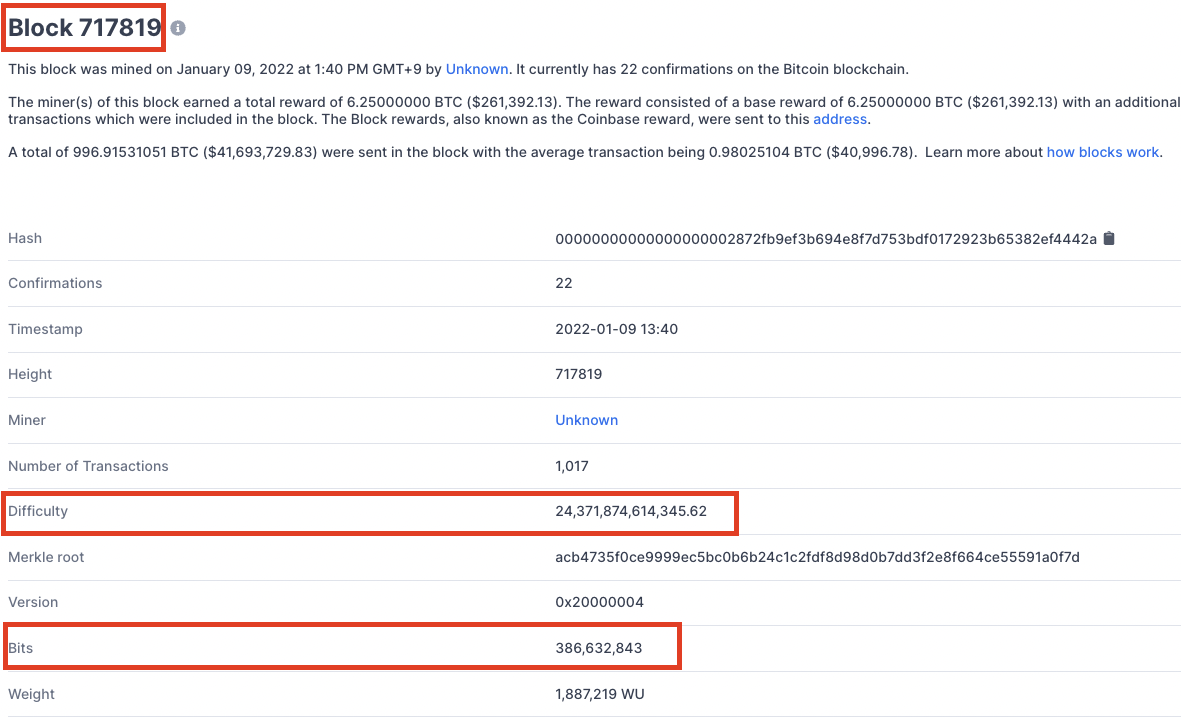 Block 717819
This block was mined on January 09, 2022 at 1:40 PM GMT+9 by Unknown. It currently has 22 confirmations on the Bitcoin blockchain.
The miner(s) of this block earned a total reward of 6.25000000 BTC ($261,392.13). The reward consisted of a base reward of 6.25000000 BTC ($261,392.13) with an additional
transactions which were included in the block. The Block rewards, also known as the Coinbase reward, were sent to this address.
A total of 996.91531051 BTC ($41,693,729.83) were sent in the block with the average transaction being 0.98025104 BTC ($40,996.78). Learn more about how blocks work.
Hash 00000000000000000002872fb9ef3b694e8f7d753bdf0172923b65382ef4442a
Confirmations 22
Timestamp 2022-01-09 13:40
Height 717819
Miner Unknown
Number of Transactions 1,017
Difficulty 24,371,874,614,345.62
Merkle root acb4735f0ce9999ec5bc0b6b24c1c2fdf8d98d0b7dd3f2e8f664ce55591a0f7d
Version 0x20000004
Bits 386,632,843
Weight 1,887,219 WU